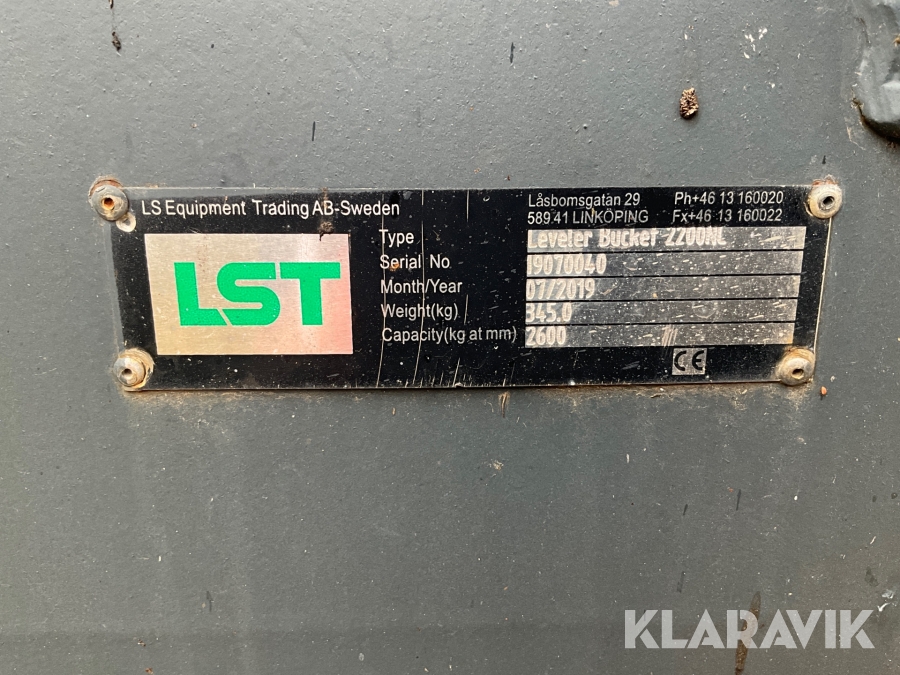 LS Equipment Trading AB-Sweden
Låsbomsgatan 29 Ph+46 13 160020
589 41 LINKÖPING Fx+46 13 160022
LST
Type Leveler Bucket 2200NC
Serial No 19070040
Month/Year 07/2019
Weight(kg) 345.0
Capacity(kg at mm) 2600
CE
KLARAVIK